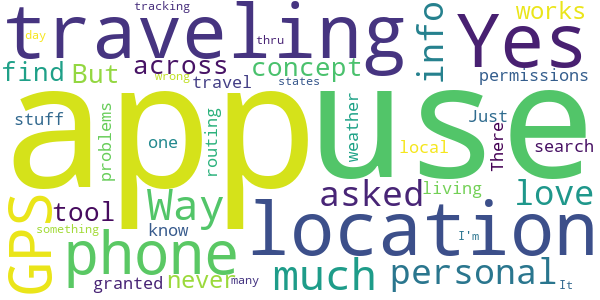 tracking
day thru
traveling Yes
info works
find But across concept
wrong travel states permissions
app use
stuff problems one routing weather local Just There search
living
GPS tool Way asked love
location
something know phone I'm
never many much personal It
granted